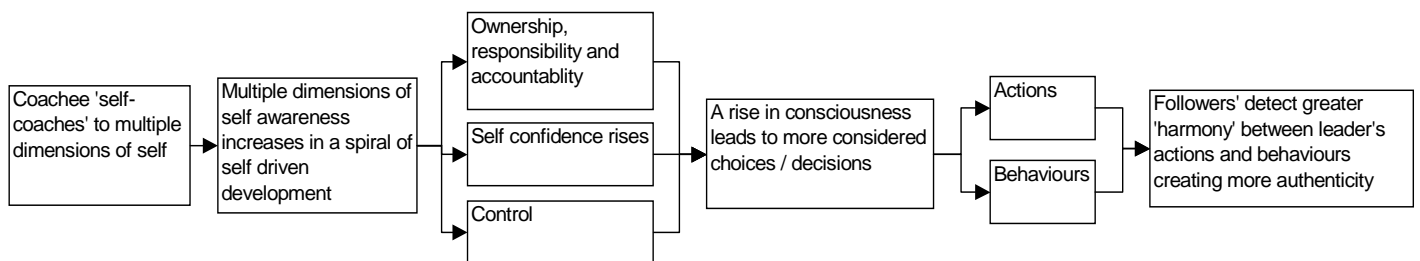 Coachee 'self-
coaches' to multiple
dimensions of self
Multiple dimensions of
self awareness
increases in a spiral of
self driven
development
Ownership,
responsibility and
accountablity
Self confidence rises
Control
A rise in consciousness
leads to more considered
choices / decisions
Actions
Behaviours
Followers' detect greater
'harmony' between leader's
actions and behaviours
creating more authenticity